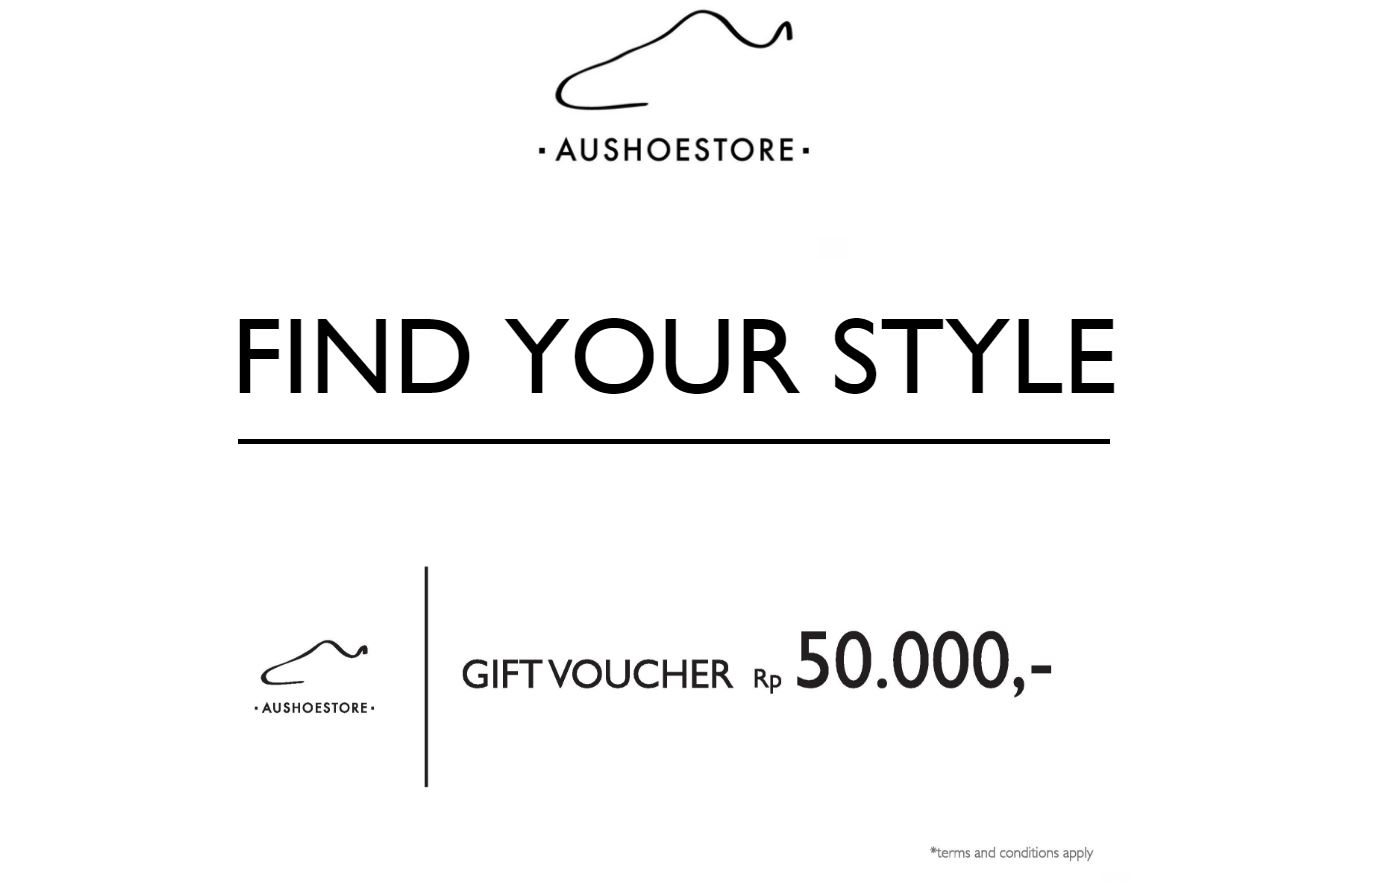 · AUSHOESTORE ·
FIND YOUR STYLE
GIFT VOUCHER Rp 50.000,-
· AUSHOESTORE ·
*terms and conditions apply